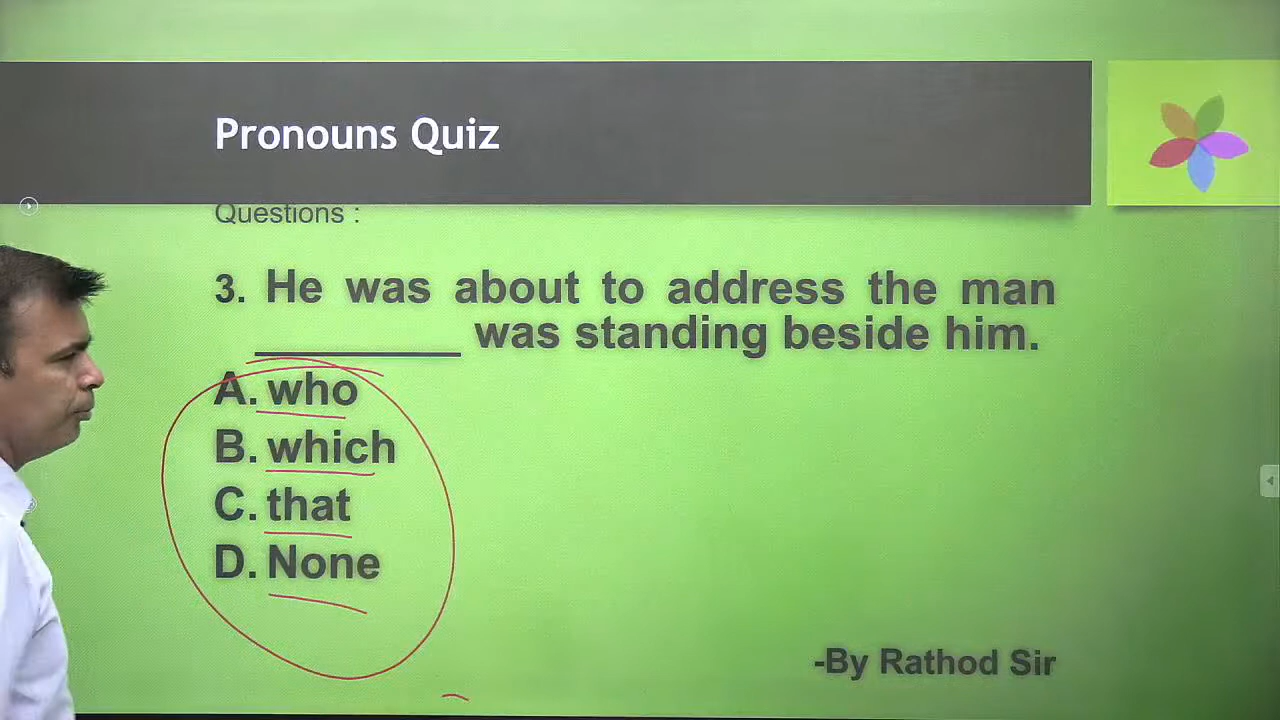 Pronouns Quiz
Questions :
3. He was about to address the man
________ was standing beside him.
A. who
B. which
C. that
D. None
-By Rathod Sir